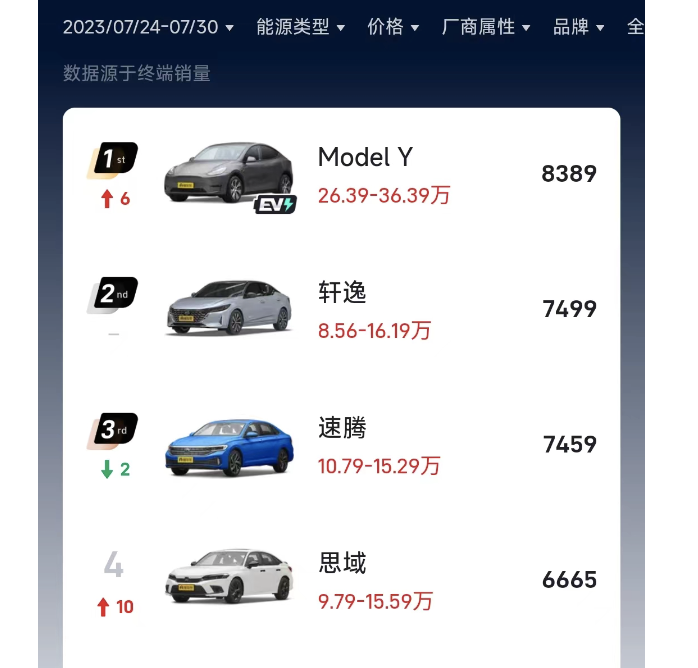 2023/07/24-07/30 能源类型 价格 厂商属性 品牌 全
数据源于终端销量
1st
6
EV
Model Y
26.39-36.39万
8389
2nd
–
轩逸
8.56-16.19万
7499
3rd
2
速腾
10.79-15.29万
7459
4
10
思域
9.79-15.59万
6665